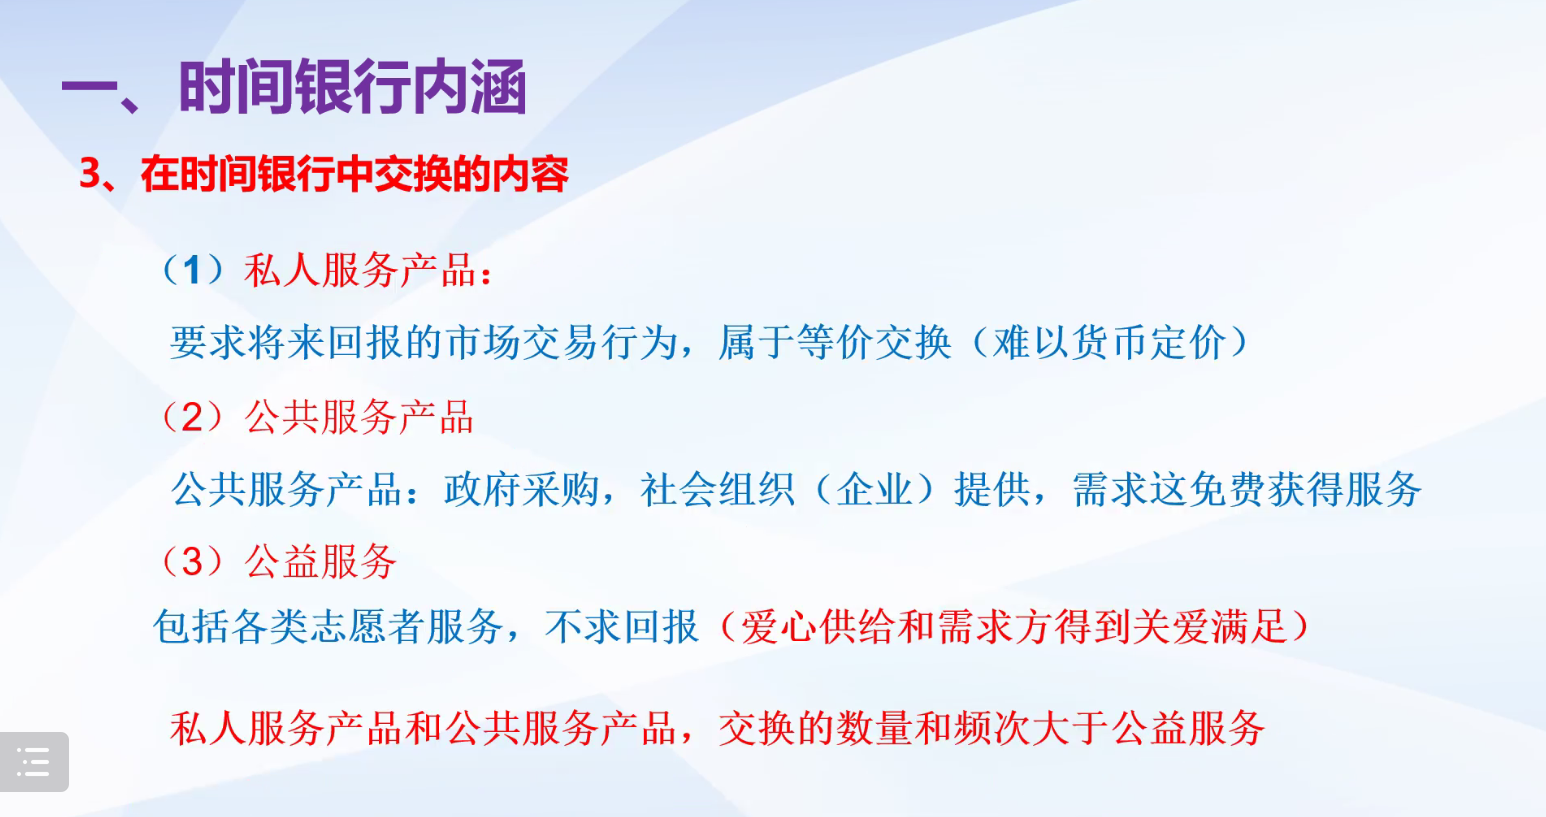 一、时间银行内涵
3、在时间银行中交换的内容
（1）私人服务产品：
要求将来回报的市场交易行为，属于等价交换（难以货币定价）
（2）公共服务产品
公共服务产品：政府采购，社会组织（企业）提供，需求这免费获得服务
（3）公益服务
包括各类志愿者服务，不求回报（爱心供给和需求方得到关爱满足）
私人服务产品和公共服务产品，交换的数量和频次大于公益服务